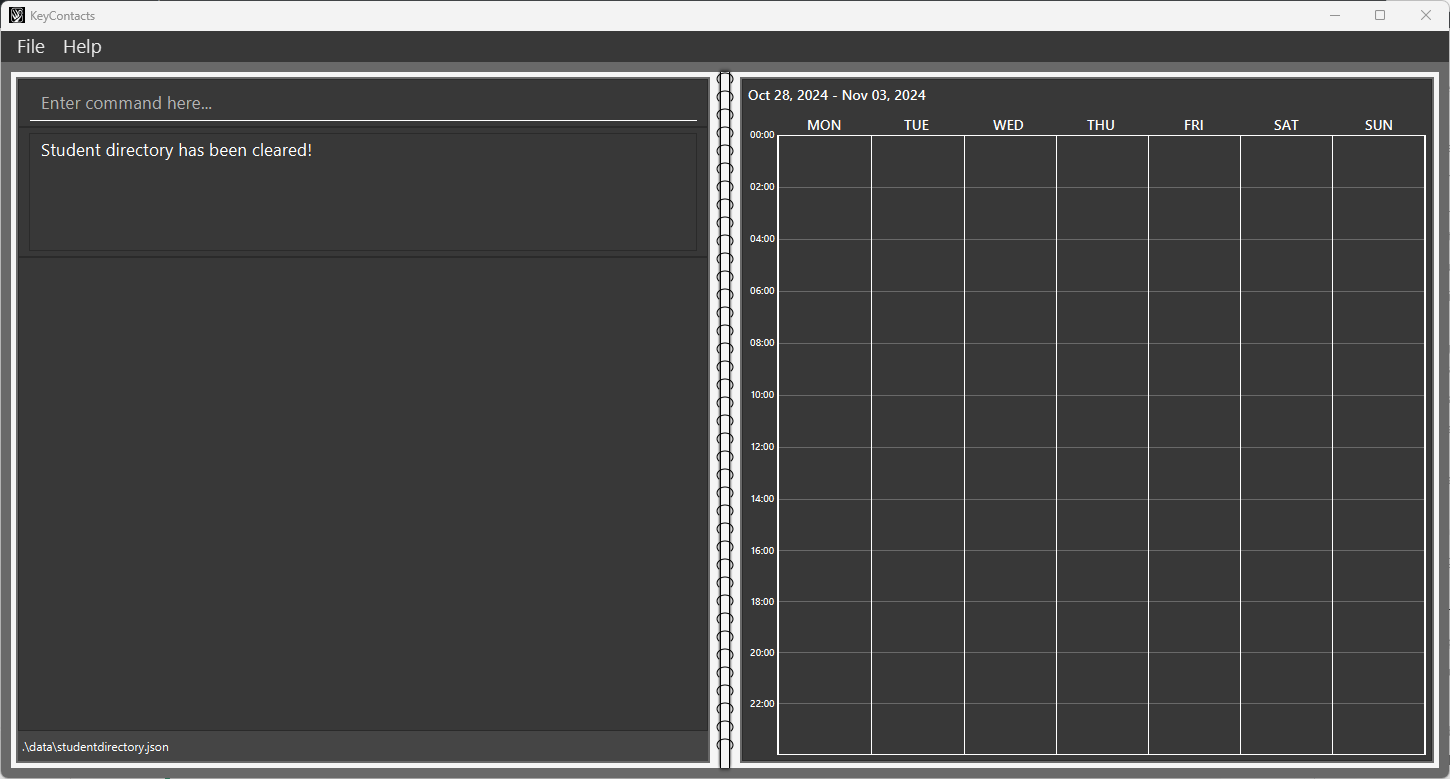 KeyContacts
File Help
Enter command here...
Student directory has been cleared!
.\data\studentdirectory.json
Oct 28, 2024 - Nov 03, 2024
MON TUE WED THU FRI SAT SUN
00:00
02:00
04:00
06:00
08:00
10:00
12:00
14:00
16:00
18:00
20:00
22:00